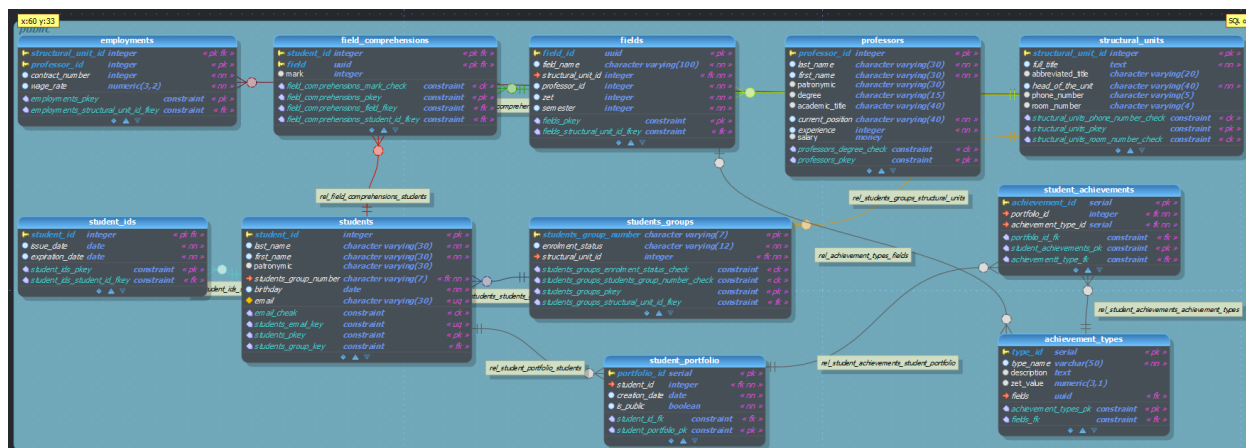 x:60 y:33
SQL o
public
employments
structural_unit_id integer « pk fk »
professor_id integer « pk »
contract_number integer « nn »
wage_rate numeric(3,2) « nn »
employments_pkey constraint « pk »
employments_structural_unit_id_fkey constraint « fk »
field_comprehensions
student_id integer « pk fk »
field uuid « pk fk »
mark integer
field_comprehensions_mark_check constraint « ck »
field_comprehensions_pkey constraint « pk »
field_comprehensions_field_fkey constraint « fk »
field_comprehensions_student_id_fkey constraint « fk »
fields
field_id uuid « pk »
field_name character varying(100) « nn »
structural_unit_id integer « fk nn »
professor_id integer « nn »
zet integer « nn »
semester integer « nn »
fields_pkey constraint « pk »
fields_structural_unit_id_fkey constraint « fk »
professors
professor_id integer « pk »
last_name character varying(30) « nn »
first_name character varying(30) « nn »
patronymic character varying(30)
degree character varying(15)
academic_title character varying(40)
current_position character varying(40) « nn »
experience integer « nn »
salary money
professors_degree_check constraint « ck »
professors_pkey constraint « pk »
structural_units
structural_unit_id integer « pk »
full_title text « nn »
abbreviated_title character varying(20)
head_of_the_unit character varying(40) « nn »
phone_number character varying(5)
room_number character varying(4)
structural_units_phone_number_check constraint « ck »
structural_units_pkey constraint « pk »
structural_units_room_number_check constraint « ck »
rel_field_comprehensions_students
rel_students_groups_structural_units
student_ids
student_id integer « pk fk »
issue_date date « nn »
expiration_date date « nn »
student_ids_pkey constraint « pk »
student_ids_student_id_fkey constraint « fk »
students
student_id integer « pk »
last_name character varying(30) « nn »
first_name character varying(30) « nn »
patronymic character varying(30)
students_group_number character varying(7) « fk nn »
birthday date « nn »
email character varying(30) « uq »
email_cheak constraint « ck »
students_email_key constraint « uq »
students_pkey constraint « pk »
students_group_key constraint « fk »
students_groups
students_group_number character varying(7) « pk »
enrolment_status character varying(12) « nn »
structural_unit_id integer « fk nn »
students_groups_enrolment_status_check constraint « ck »
students_groups_students_group_number_check constraint « ck »
students_groups_pkey constraint « pk »
students_groups_structural_unit_id_fkey constraint « fk »
student_achievements
achievement_id serial « pk »
portfolio_id integer « fk nn »
achievement_type_id serial « fk nn »
portfolio_id_fk constraint « fk »
student_achievements_pk constraint « pk »
achievement_type_fk constraint « fk »
rel_achievement_types_fields
rel_student_achievements_achievement_types
student_portfolio
portfolio_id serial « pk »
student_id integer « fk nn »
creation_date date « nn »
is_public boolean « nn »
student_id_fk constraint « fk »
student_portfolio_pk constraint « pk »
rel_student_portfolio_students
rel_student_achievements_student_portfolio
achievement_types
type_id serial « pk »
type_name varchar(50) « nn »
description text
zet_value numeric(3,1)
fields uuid « fk »
achievement_types_pk constraint « pk »
fields_fk constraint « fk »